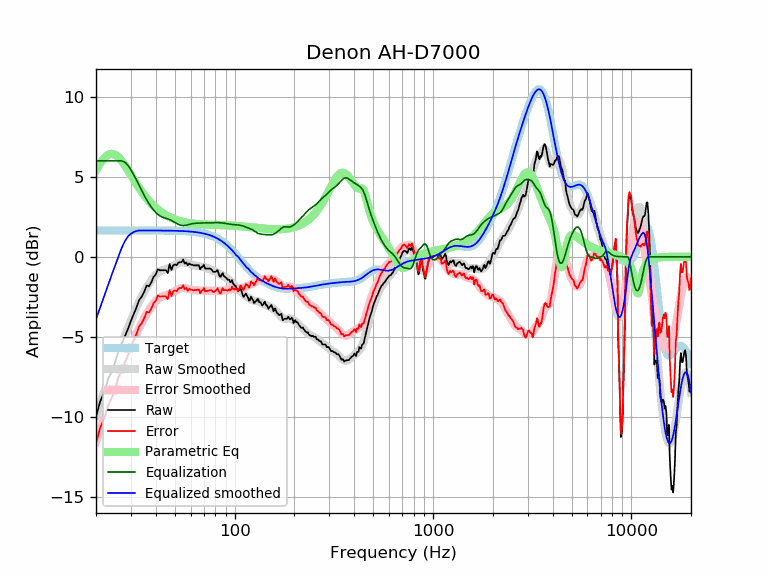 Denon AH-D7000
Amplitude (dBr)
10
5
0
−5
−10
−15
Target
Raw Smoothed
Error Smoothed
Raw
Error
Parametric Eq
Equalization
Equalized smoothed
100
1000
10000
Frequency (Hz)